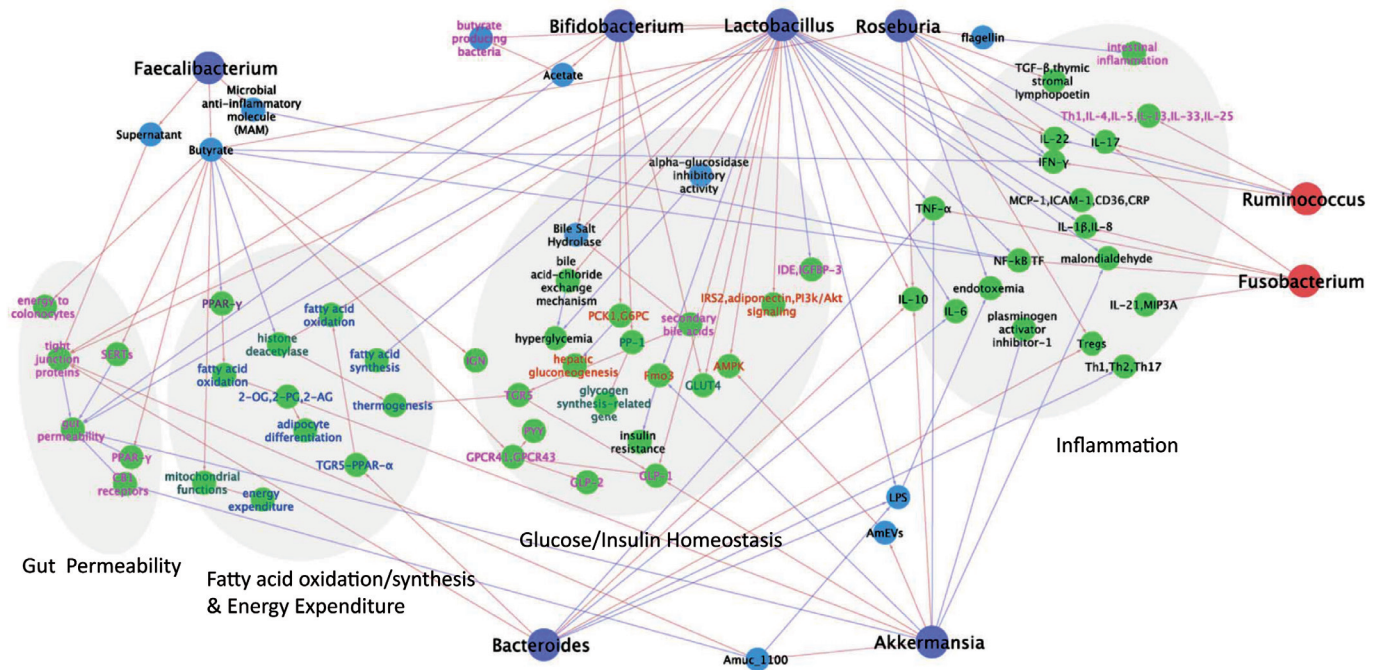 butyrate
producing
bacteria
Bifidobacterium
Lactobacillus
Roseburia
flagellin
intestinal
inflammation
Faecalibacterium
Acetate
TGF-β,thymic
stromal
lymphopoetin
Microbial
anti-inflammatory
molecule
(MAM)
Th1,IL-4,IL-5,IL-13,IL-33,IL-25
Supernatant
Butyrate
IL-22
IL-17
IFN-γ
alpha-glucosidase
inhibitory
activity
Ruminococcus
MCP-1,ICAM-1,CD36,CRP
TNF-α
IL-1β,IL-8
Bile Salt
Hydrolase
NF-kB TF
malondialdehyde
bile
acid-chloride
exchange
mechanism
IDE,IGFBP-3
Fusobacterium
endotoxemia
energy to
colonocytes
PPAR-γ
fatty acid
oxidation
IRS2,adiponectin,PI3k/Akt
signaling
IL-10
IL-6
IL-21,MIP3A
PCK1,G6PC
secondary
bile acids
plasminogen
activator
inhibitor-1
histone
deacetylase
hyperglycemia
PP-1
Tregs
tight
junction
proteins
SERTs
fatty acid
synthesis
IGN
hepatic
gluconeogenesis
Fmo3
AMPK
Th1,Th2,Th17
fatty acid
oxidation
GLUT4
2-OG,2-PG,2-AG
thermogenesis
TGR5
glycogen
synthesis-related
gene
gut
permeability
adipocyte
differentiation
PYY
insulin
resistance
Inflammation
PPAR-γ
GPCR41,GPCR43
TGR5-PPAR-α
CB1
receptors
mitochondrial
functions
GLP-2
GLP-1
energy
expenditure
LPS
AmEVs
Glucose/Insulin Homeostasis
Gut Permeability
Fatty acid oxidation/synthesis
& Energy Expenditure
Bacteroides
Akkermansia
Amuc_1100